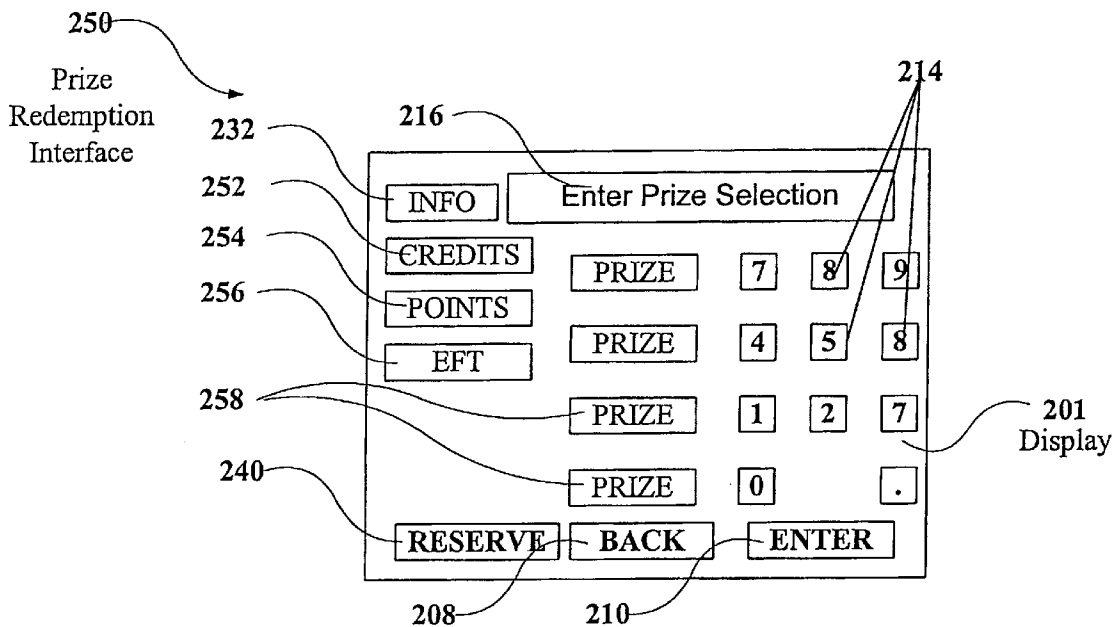 250
Prize
Redemption
Interface
214
232
216
INFO
Enter Prize Selection
252
CREDITS
254
PRIZE 7 8 9
POINTS
256
PRIZE 4 5 8
EFT
258
PRIZE 1 2 7
201
Display
240
PRIZE 0 .
RESERVE BACK ENTER
208
210